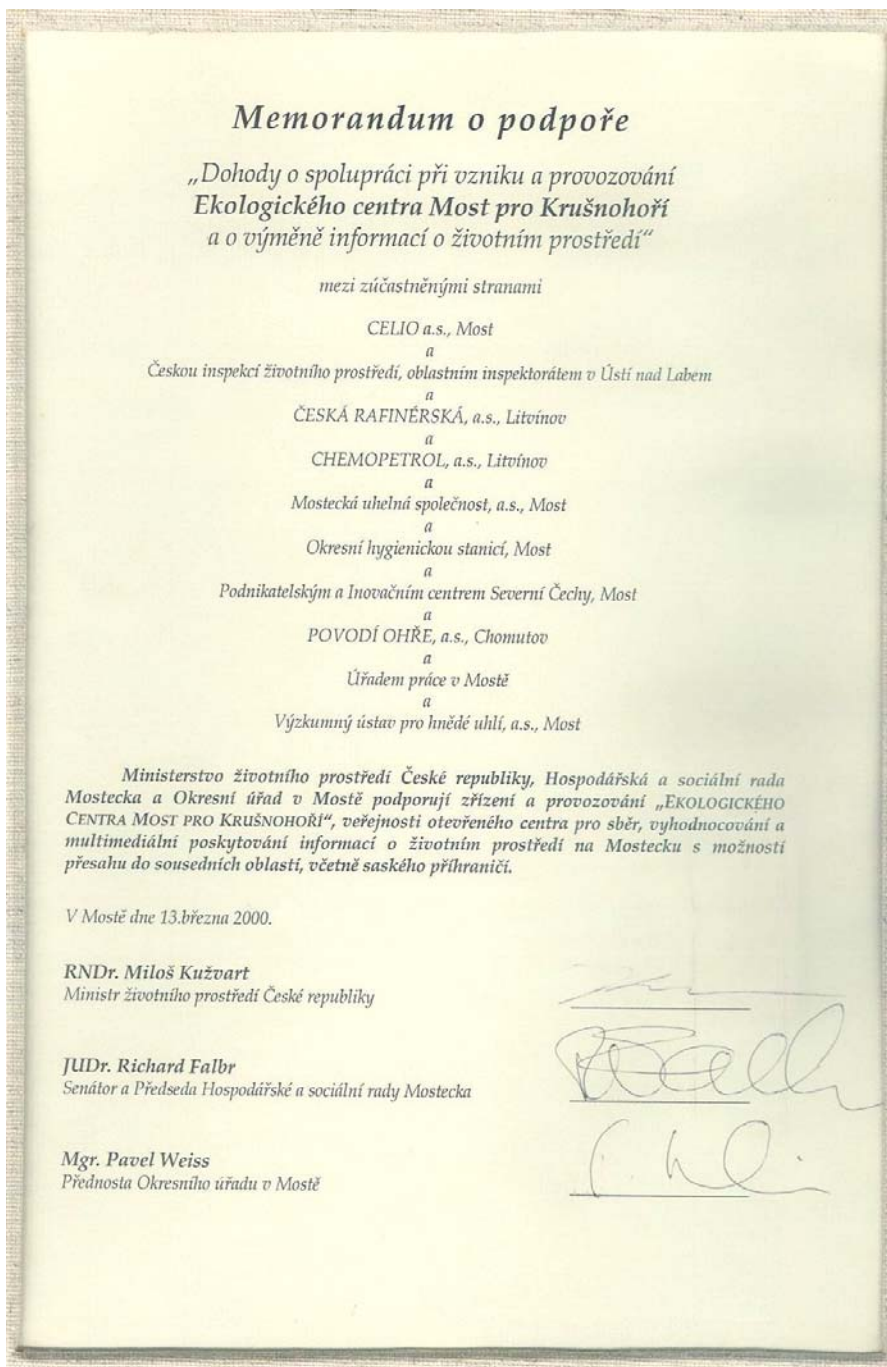 Memorandum o podpoře
„Dohody o spolupráci při vzniku a provozování
Ekologického centra Most pro Krušnohoří
a o výměně informací o životním prostředí“
mezi zúčastněnými stranami
CELIO a.s., Most
a
Českou inspekcí životního prostředí, oblastním inspektorátem v Ústí nad Labem
a
ČESKÁ RAFINÉRSKÁ, a.s., Litvínov
a
CHEMOPETROL, a.s., Litvínov
a
Mostecká uhelná společnost, a.s., Most
a
Okresní hygienickou stanicí, Most
a
Podnikatelským a Inovačním centrem Severní Čechy, Most
a
POVODÍ OHŘE, a.s., Chomutov
a
Úřadem práce v Mostě
a
Výzkumný ústav pro hnědé uhlí, a.s., Most
Ministerstvo životního prostředí České republiky, Hospodářská a sociální rada
Mostecka a Okresní úřad v Mostě podporují zřízení a provozování „EKOLOGICKÉHO
CENTRA MOST PRO KRUŠNOHOŘÍ“, veřejnosti otevřeného centra pro sběr, vyhodnocování a
multimediální poskytování informací o životním prostředí na Mostecku s možností
přesahu do sousedních oblastí, včetně saského příhraničí.
V Mostě dne 13.března 2000.
RNDr. Miloš Kužvart
Ministr životního prostředí České republiky
JUDr. Richard Falbr
Senátor a Předseda Hospodářské a sociální rady Mostecka
Mgr. Pavel Weiss
Přednosta Okresního úřadu v Mostě